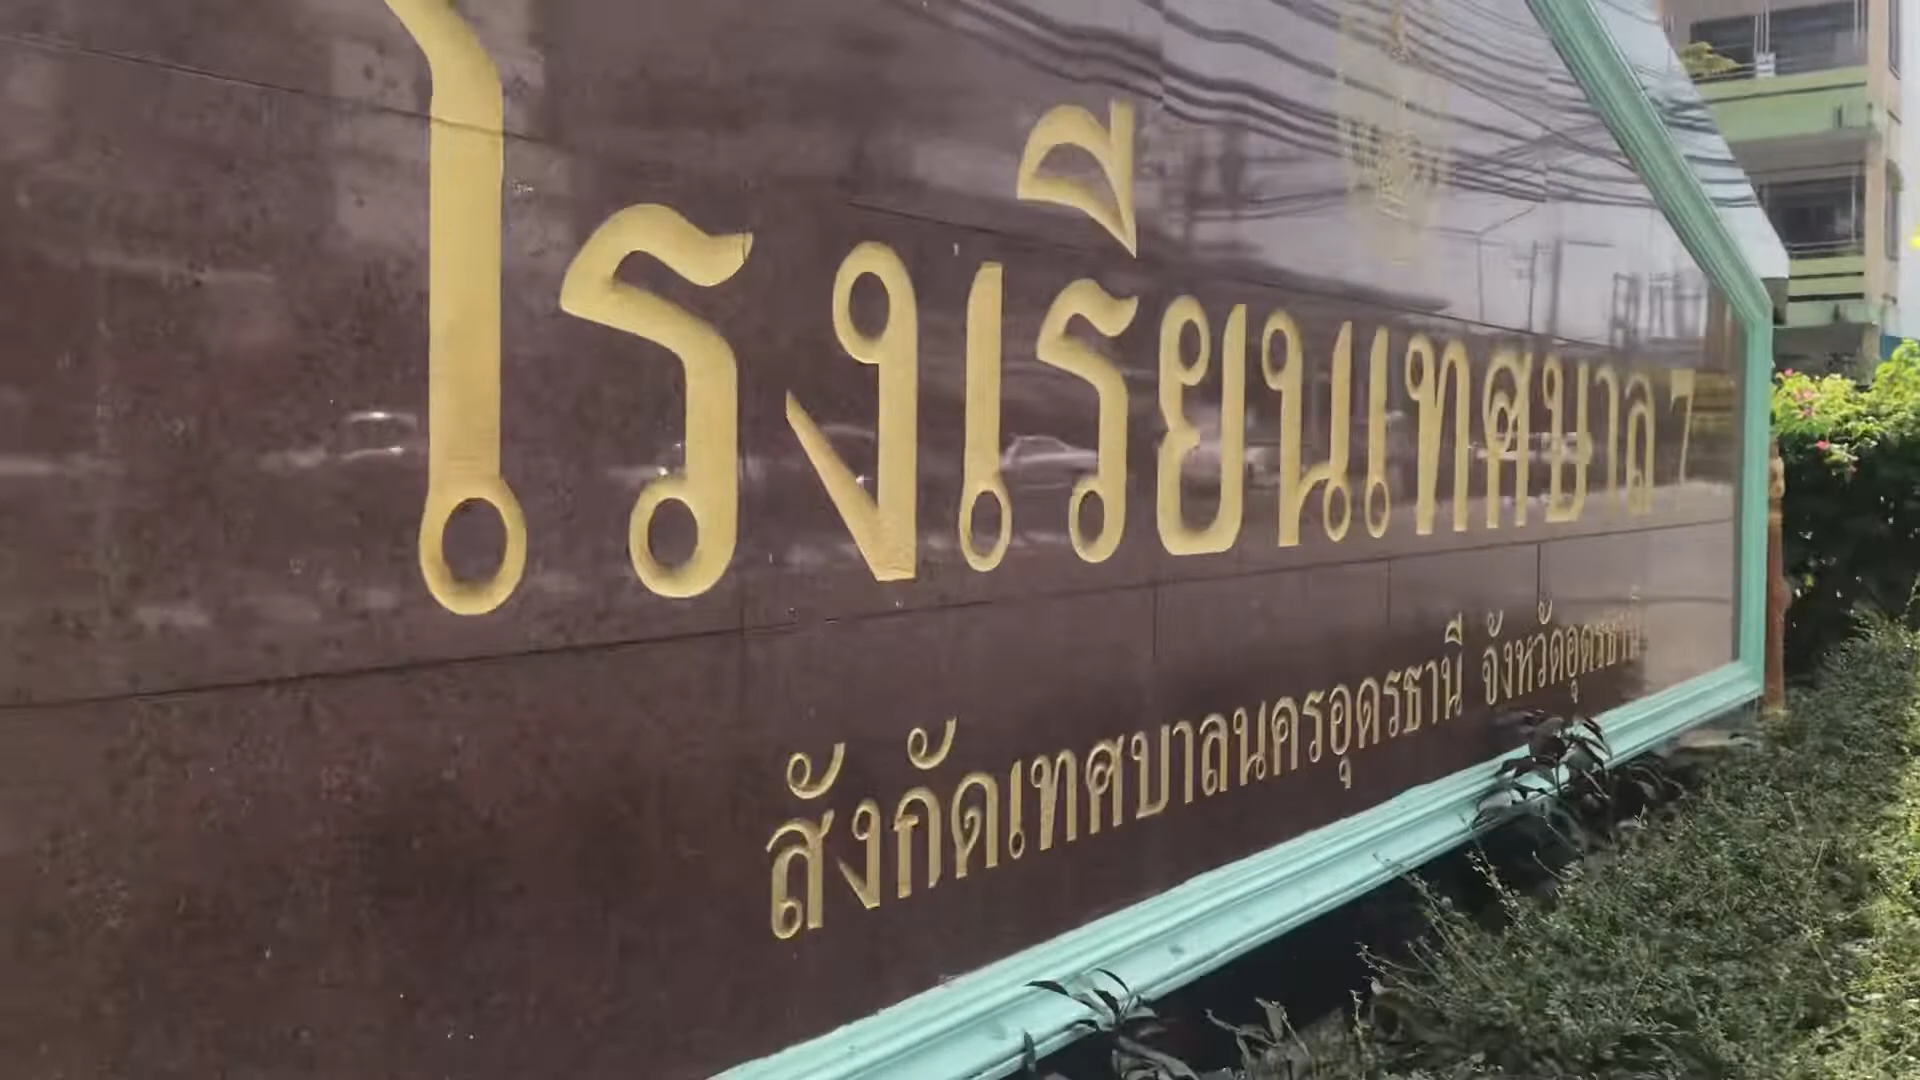 โรงเรียนเทศบาล ๗
สังกัดเทศบาลนครอุดรธานี จังหวัดอุดรธานี